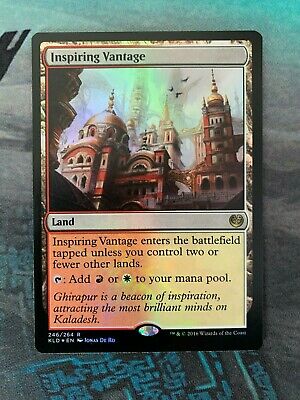 Inspiring Vantage
Land
Inspiring Vantage enters the battlefield
tapped unless you control two or
fewer other lands.
: Add or to your mana pool.
Ghirapur is a beacon of inspiration,
attracting the most brilliant minds on
Kaladesh.
246/264 R
KLD EN Jonas De Ro
™ & © 2016 Wizards of the Coast